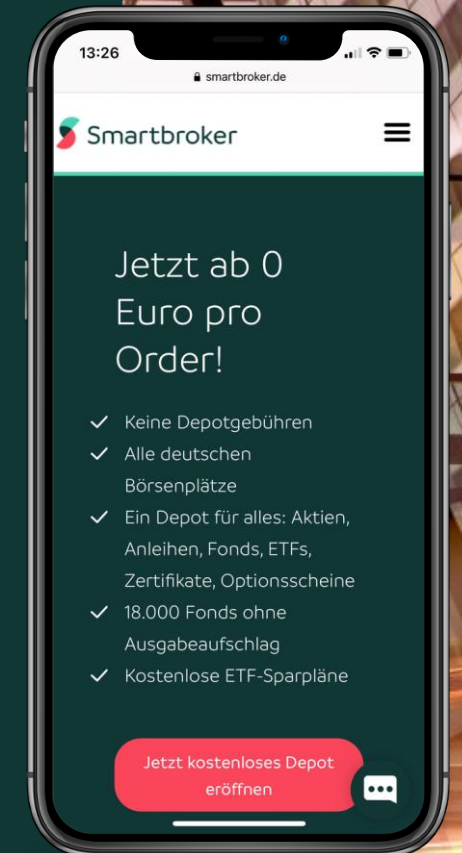 13:26
smartbroker.de
Smartbroker
Jetzt ab 0
Euro pro
Order!
Keine Depotgebühren
Alle deutschen
Börsenplätze
Ein Depot für alles: Aktien,
Anleihen, Fonds, ETFs,
Zertifikate, Optionsscheine
18.000 Fonds ohne
Ausgabeaufschlag
Kostenlose ETF-Sparpläne
Jetzt kostenloses Depot
eröffnen